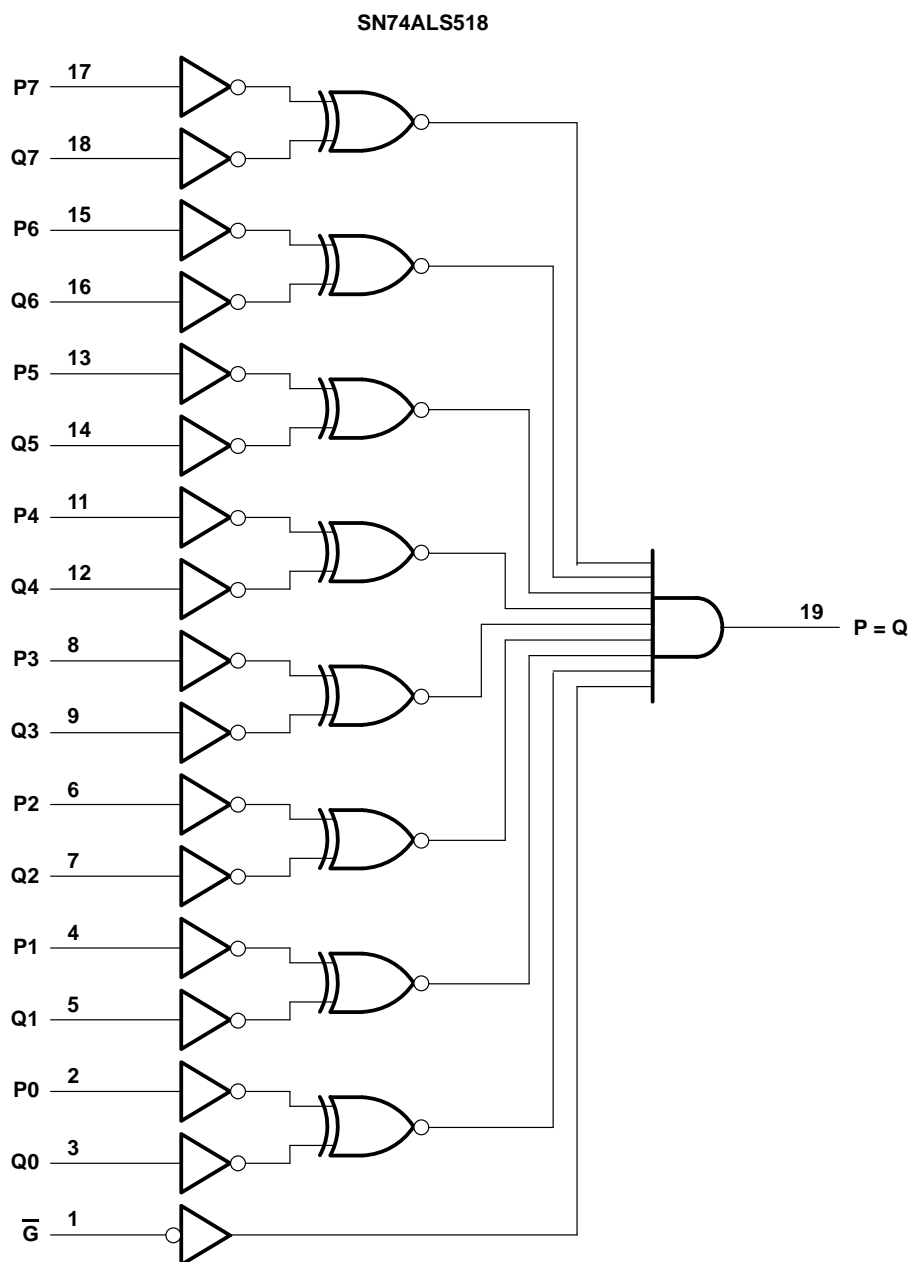 SN74ALS518
P7 17
Q7 18
P6 15
Q6 16
P5 13
Q5 14
P4 11
Q4 12
19 P = Q
P3 8
Q3 9
P2 6
Q2 7
P1 4
Q1 5
P0 2
Q0 3
G̅ 1